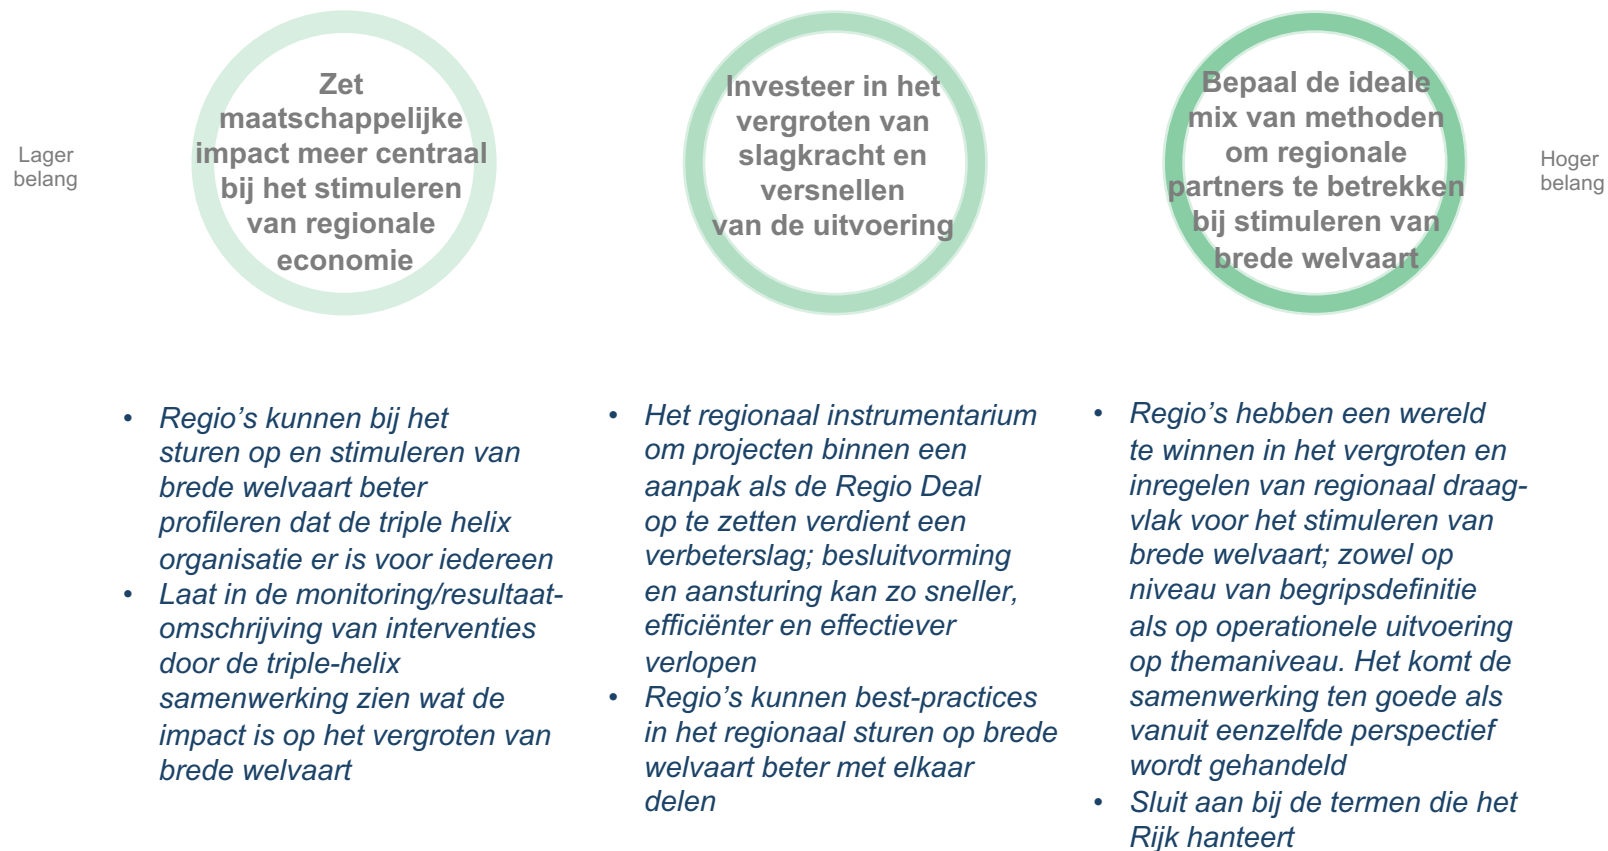 Lager
belang
Zet
maatschappelijke
impact meer centraal
bij het stimuleren
van regionale
economie
Investeer in het
vergroten van
slagkracht en
versnellen
van de uitvoering
Bepaal de ideale
mix van methoden
om regionale
partners te betrekken
bij stimuleren van
brede welvaart
Hoger
belang
• Regio's kunnen bij het
sturen op en stimuleren van
brede welvaart beter
profileren dat de triple helix
organisatie er is voor iedereen
• Laat in de monitoring/resultaat-
omschrijving van interventies
door de triple-helix
samenwerking zien wat de
impact is op het vergroten van
brede welvaart
• Het regionaal instrumentarium
om projecten binnen een
aanpak als de Regio Deal
op te zetten verdient een
verbeterslag; besluitvorming
en aansturing kan zo sneller,
efficiënter en effectiever
verlopen
• Regio's kunnen best-practices
in het regionaal sturen op brede
welvaart beter met elkaar
delen
• Regio's hebben een wereld
te winnen in het vergroten en
inregelen van regionaal draag-
vlak voor het stimuleren van
brede welvaart; zowel op
niveau van begripsdefinitie
als op operationele uitvoering
op themaniveau. Het komt de
samenwerking ten goede als
vanuit eenzelfde perspectief
wordt gehandeld
• Sluit aan bij de termen die het
Rijk hanteert